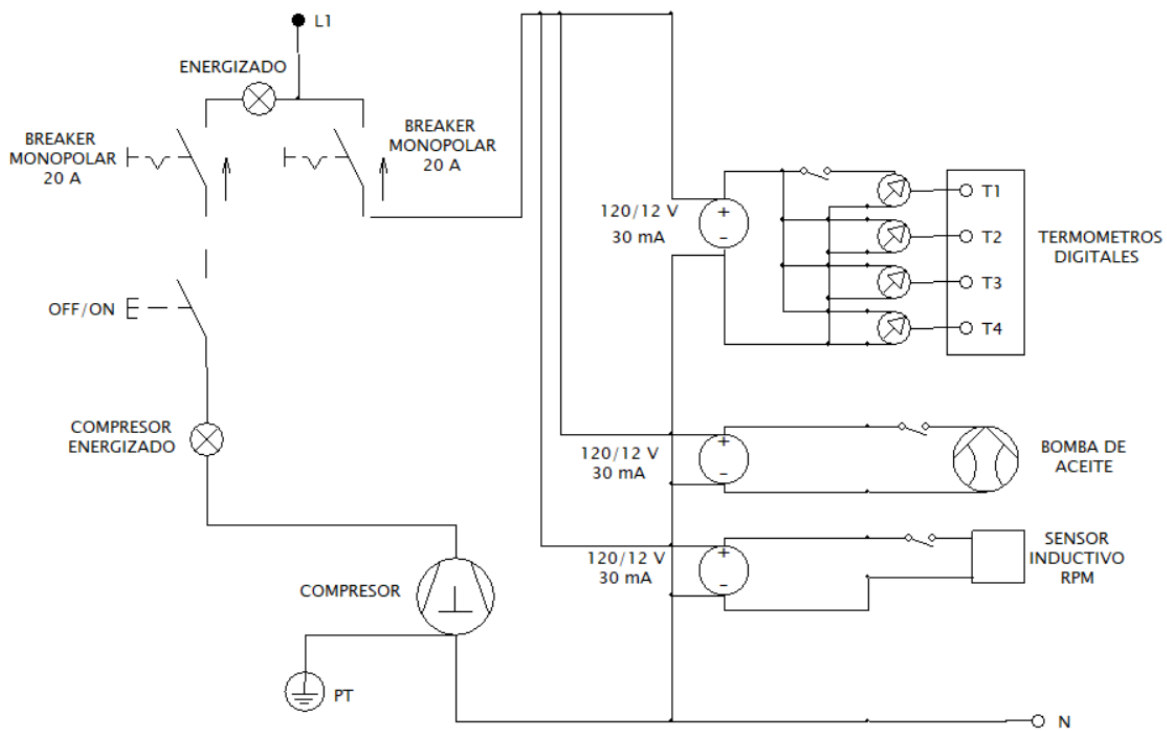 L1
ENERGIZADO
BREAKER
MONOPOLAR
20 A
BREAKER
MONOPOLAR
20 A
OFF/ON
COMPRESOR
ENERGIZADO
COMPRESOR
PT
120/12 V
30 mA
+
-
T1
T2
T3
T4
TERMOMETROS
DIGITALES
120/12 V
30 mA
+
-
BOMBA DE
ACEITE
120/12 V
30 mA
+
-
SENSOR
INDUCTIVO
RPM
N